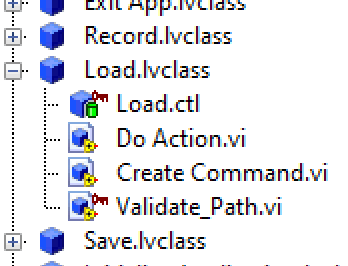 Exit App.lvclass
Record.lvclass
Load.lvclass
Load.ctl
Do Action.vi
Create Command.vi
Validate_Path.vi
Save.lvclass